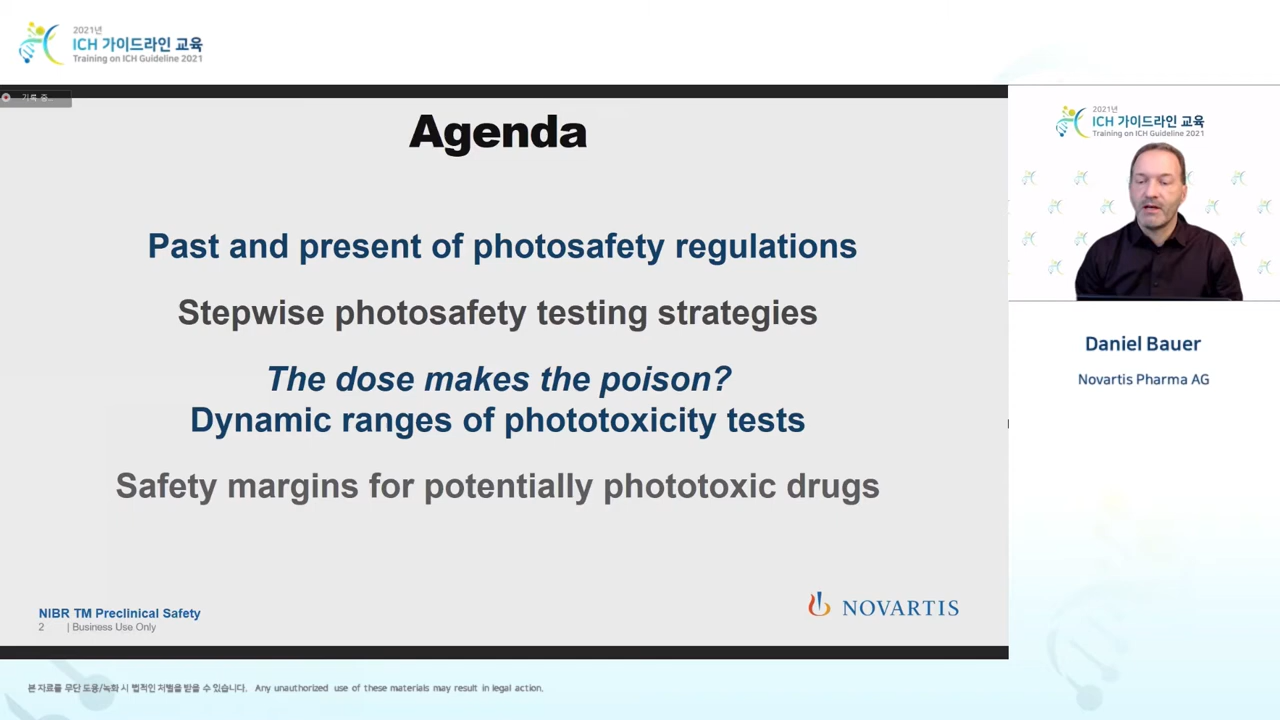 2021년
ICH 가이드라인 교육
Training on ICH Guideline 2021
기록 중...
Agenda
Past and present of photosafety regulations
Stepwise photosafety testing strategies
The dose makes the poison?
Dynamic ranges of phototoxicity tests
Safety margins for potentially phototoxic drugs
NIBR TM Preclinical Safety
2 | Business Use Only
NOVARTIS
2021년
ICH 가이드라인 교육
Training on ICH Guideline 2021
Daniel Bauer
Novartis Pharma AG
본 자료를 무단 도용/녹화 시 법적인 처벌을 받을 수 있습니다. Any unauthorized use of these materials may result in legal action.